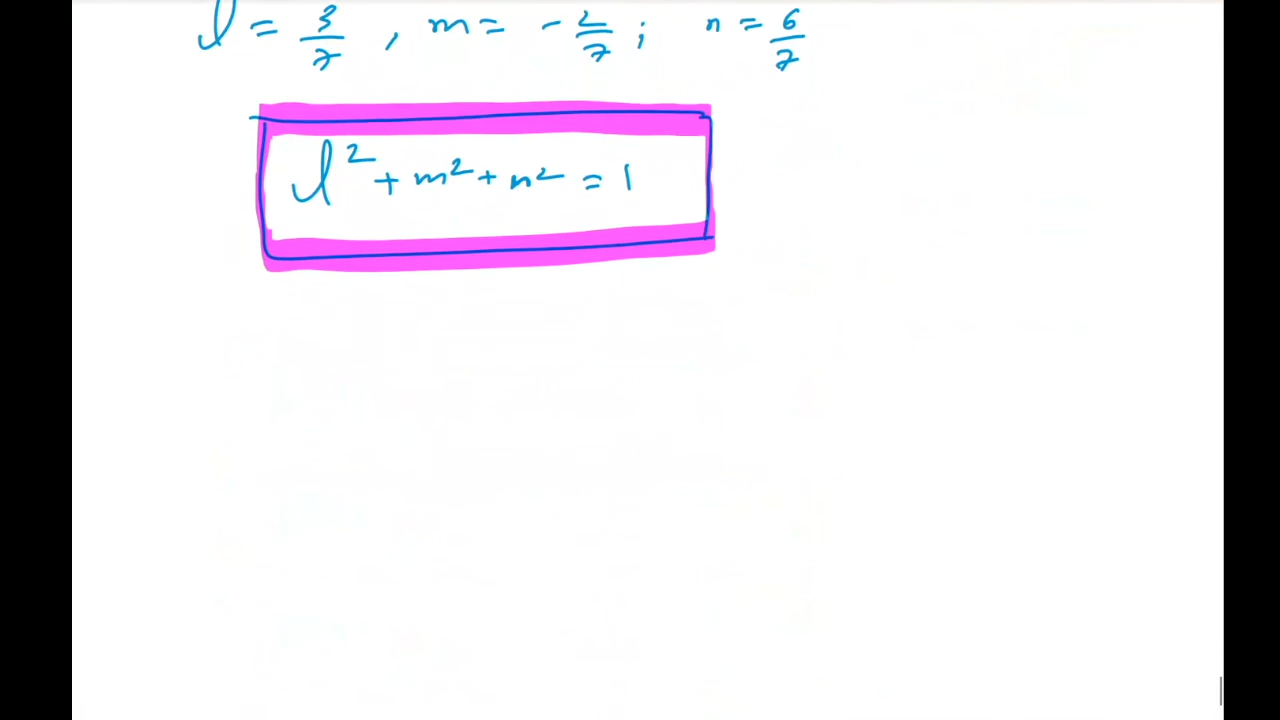 l = 3/7 , m = -2/7 ; n = 6/7
l² + m² + n² = 1